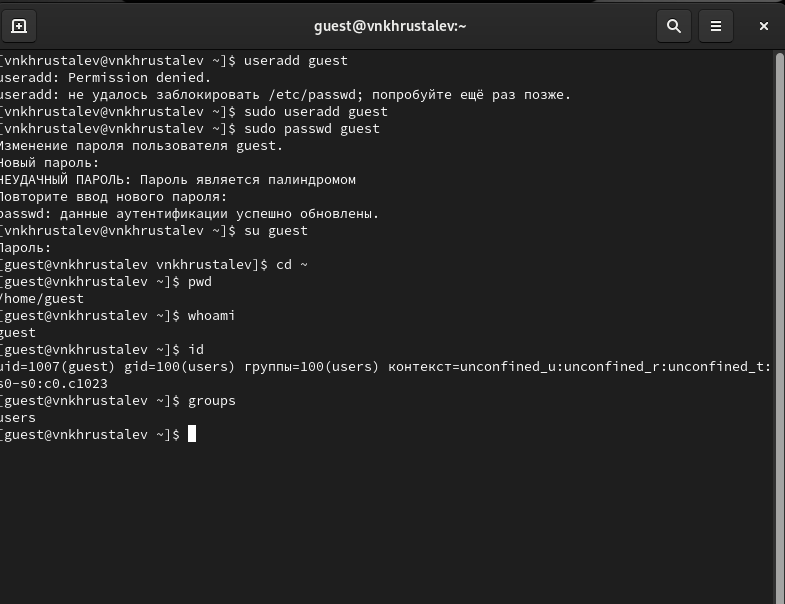 guest@vnkhrustalev:~
[vnkhrustalev@vnkhrustalev ~]$ useradd guest
useradd: Permission denied.
useradd: не удалось заблокировать /etc/passwd; попробуйте ещё раз позже.
[vnkhrustalev@vnkhrustalev ~]$ sudo useradd guest
[vnkhrustalev@vnkhrustalev ~]$ sudo passwd guest
Изменение пароля пользователя guest.
Новый пароль:
НЕУДАЧНЫЙ ПАРОЛЬ: Пароль является палиндромом
Повторите ввод нового пароля:
passwd: данные аутентификации успешно обновлены.
[vnkhrustalev@vnkhrustalev ~]$ su guest
Пароль:
[guest@vnkhrustalev vnkhrustalev]$ cd ~
[guest@vnkhrustalev ~]$ pwd
/home/guest
[guest@vnkhrustalev ~]$ whoami
guest
[guest@vnkhrustalev ~]$ id
uid=1007(guest) gid=100(users) группы=100(users) контекст=unconfined_u:unconfined_r:unconfined_t:
s0-s0:c0.c1023
[guest@vnkhrustalev ~]$ groups
users
[guest@vnkhrustalev ~]$